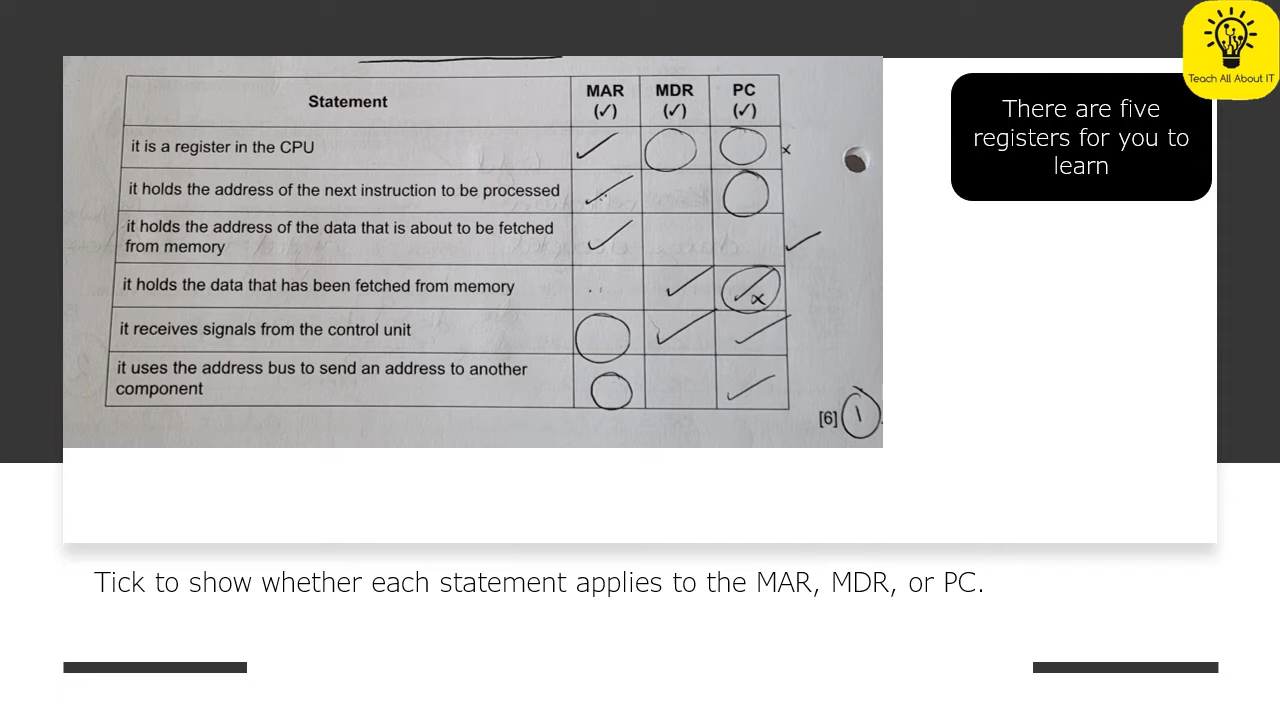 Teach All About IT
There are five
registers for you to
learn
Statement MAR (✓) MDR (✓) PC (✓)
it is a register in the CPU ✓ x
it holds the address of the next instruction to be processed ✓
it holds the address of the data that is about to be fetched
from memory ✓ ✓
it holds the data that has been fetched from memory ✓ ✓ x
it receives signals from the control unit ✓ ✓
it uses the address bus to send an address to another
component ✓
[6] 1
Tick to show whether each statement applies to the MAR, MDR, or PC.